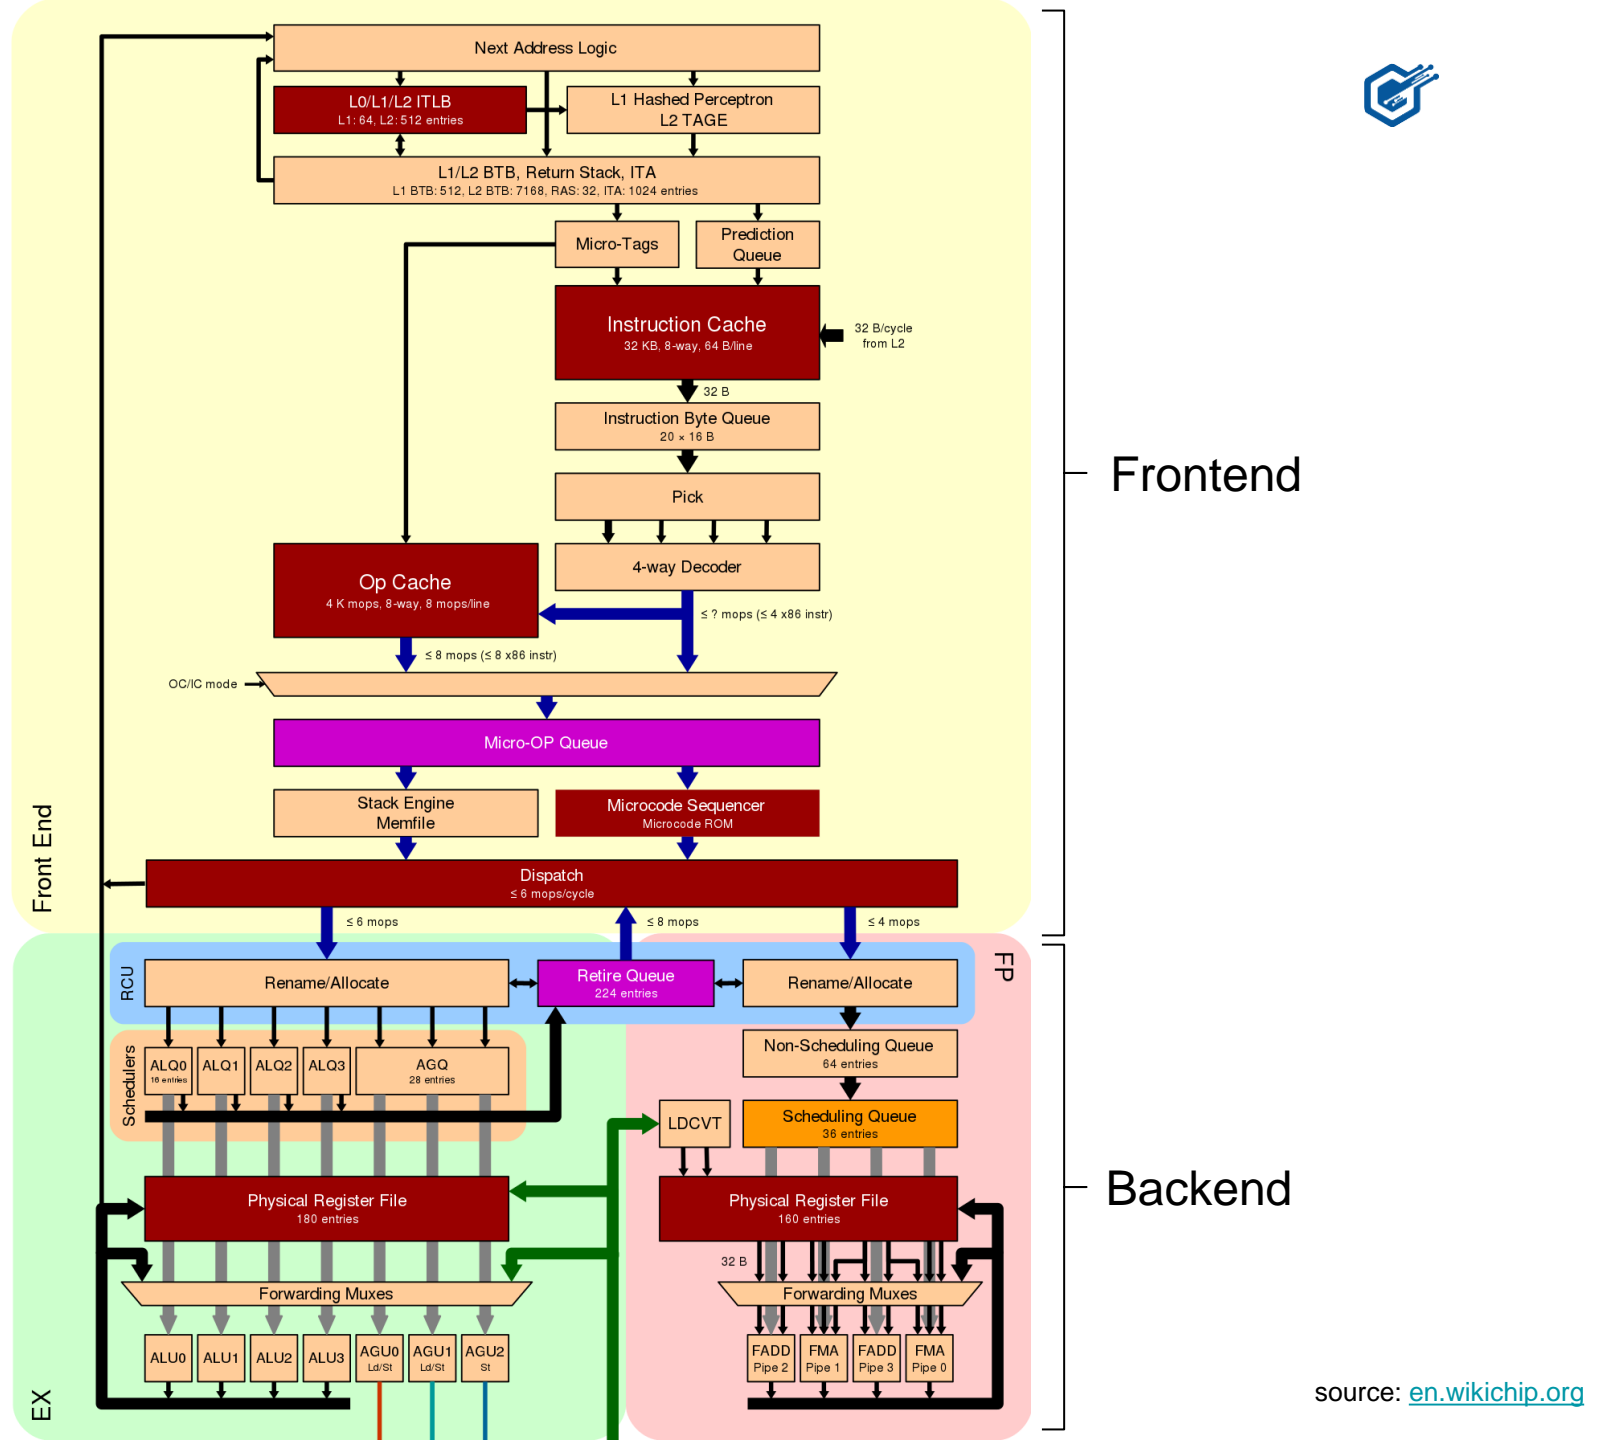 Next Address Logic
L0/L1/L2 ITLB
L1: 64, L2: 512 entries
L1 Hashed Perceptron
L2 TAGE
L1/L2 BTB, Return Stack, ITA
L1 BTB: 512, L2 BTB: 7168, RAS: 32, ITA: 1024 entries
Micro-Tags
Prediction
Queue
Instruction Cache
32 KB, 8-way, 64 B/line
32 B/cycle
from L2
32 B
Instruction Byte Queue
20 × 16 B
Pick
4-way Decoder
Op Cache
4 K mops, 8-way, 8 mops/line
≤ ? mops (≤ 4 x86 instr)
≤ 8 mops (≤ 8 x86 instr)
OC/IC mode
Micro-OP Queue
Stack Engine
Memfile
Microcode Sequencer
Microcode ROM
Dispatch
≤ 6 mops/cycle
Front End
Frontend
≤ 6 mops
≤ 8 mops
≤ 4 mops
RCU
Rename/Allocate
Retire Queue
224 entries
Rename/Allocate
FP
Schedulers
ALQ0
16 entries
ALQ1
ALQ2
ALQ3
AGQ
28 entries
Non-Scheduling Queue
64 entries
LDCVT
Scheduling Queue
36 entries
Physical Register File
180 entries
Physical Register File
160 entries
Backend
32 B
Forwarding Muxes
Forwarding Muxes
ALU0
ALU1
ALU2
ALU3
AGU0
Ld/St
AGU1
Ld/St
AGU2
St
FADD
Pipe 2
FMA
Pipe 1
FADD
Pipe 3
FMA
Pipe 0
EX
source: en.wikichip.org